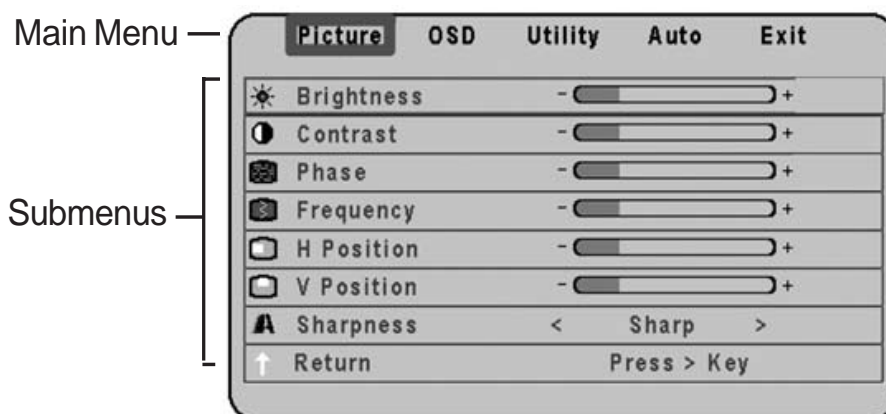 Main Menu
Picture OSD Utility Auto Exit
Submenus
Brightness - +
Contrast - +
Phase - +
Frequency - +
H Position - +
V Position - +
Sharpness < Sharp >
Return Press > Key